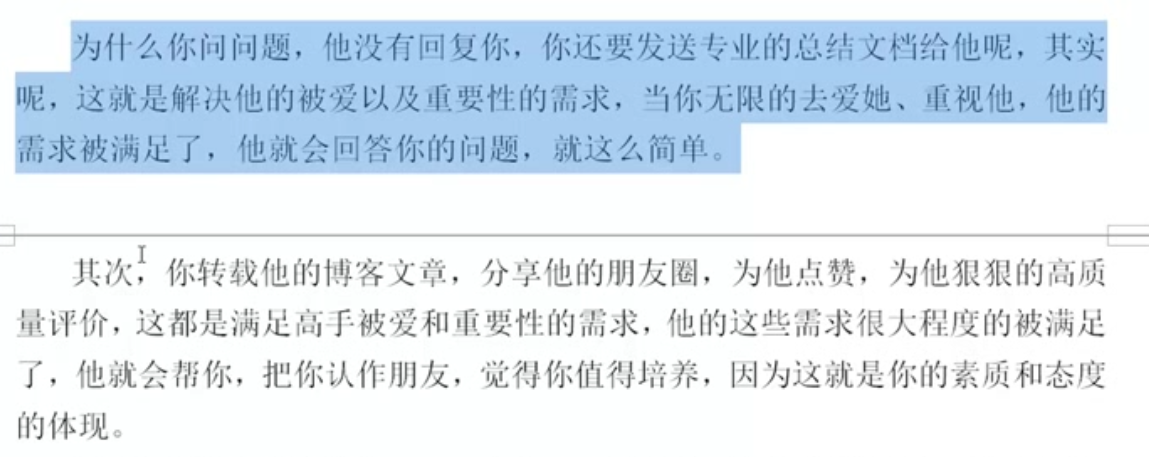 为什么你问问题，他没有回复你，你还要发送专业的总结文档给他呢，其实
呢，这就是解决他的被爱以及重要性的需求，当你无限的去爱她、重视他，他的
需求被满足了，他就会回答你的问题，就这么简单。
其次，你转载他的博客文章，分享他的朋友圈，为他点赞，为他狠狠的高质
量评价，这都是满足高手被爱和重要性的需求，他的这些需求很大程度的被满足
了，他就会帮你，把你认作朋友，觉得你值得培养，因为这就是你的素质和态度
的体现。